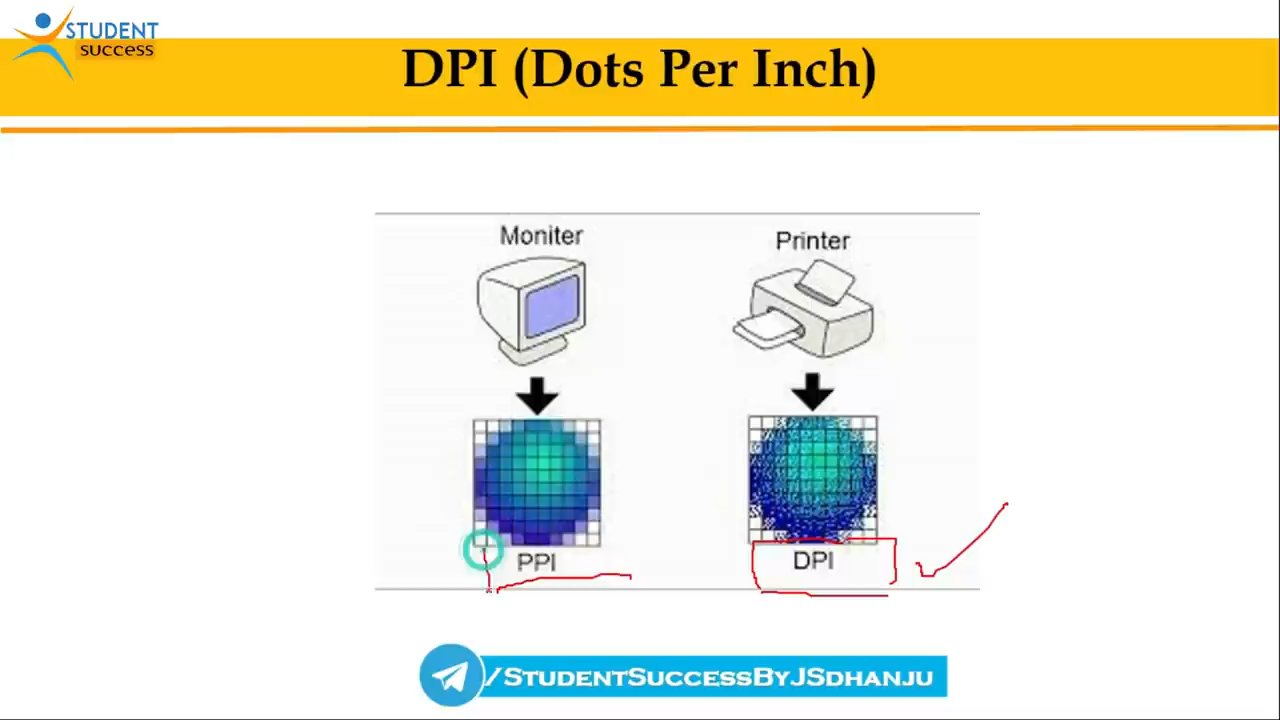 STUDENT
success
DPI (Dots Per Inch)
Moniter
Printer
PPI
DPI
/StudentSuccessByJSdhanju